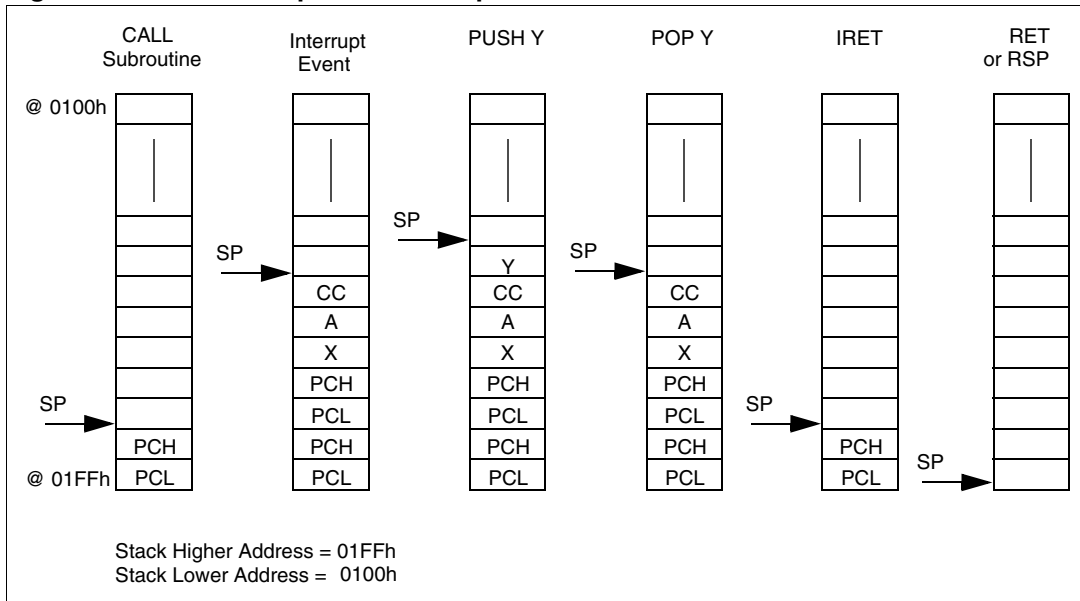 CALL
Subroutine
Interrupt
Event
PUSH Y
POP Y
IRET
RET
or RSP
@ 0100h
SP
PCH
@ 01FFh
PCL
SP
CC
A
X
PCH
PCL
PCH
PCL
SP
Y
CC
A
X
PCH
PCL
PCH
PCL
SP
CC
A
X
PCH
PCL
PCH
PCL
SP
PCH
PCL
SP
Stack Higher Address = 01FFh
Stack Lower Address = 0100h